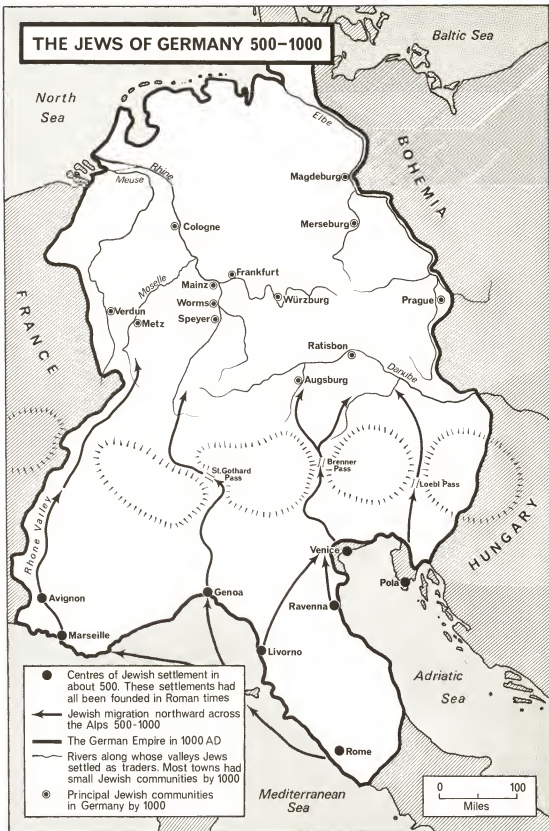 THE JEWS OF GERMANY 500–1000
Baltic Sea
North
Sea
Elbe
BOHEMIA
Rhine
Meuse
Magdeburg
Merseburg
Cologne
Moselle
Frankfurt
Mainz
Worms
Würzburg
Prague
Speyer
Verdun
Metz
FRANCE
Ratisbon
Danube
Augsburg
St.Gothard
Pass
Brenner
Pass
Loebl Pass
Rhone Valley
HUNGARY
Venice
Pola
Avignon
Genoa
Ravenna
Marseille
Livorno
Adriatic
Sea
Rome
Mediterranean
Sea
Centres of Jewish settlement in
about 500. These settlements had
all been founded in Roman times
Jewish migration northward across
the Alps 500-1000
The German Empire in 1000 AD
Rivers along whose valleys Jews
settled as traders. Most towns had
small Jewish communities by 1000
Principal Jewish communities
in Germany by 1000
0 100
Miles